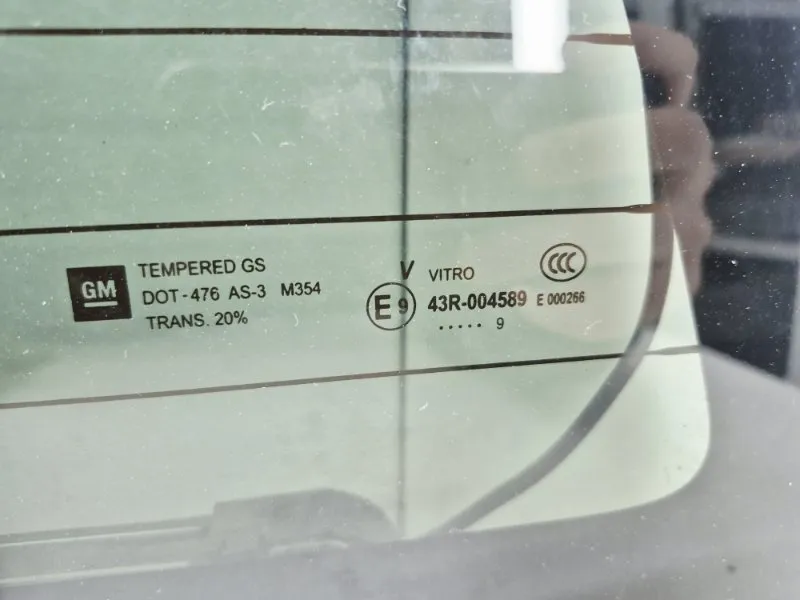 GM
TEMPERED GS
DOT-476 AS-3 M354
TRANS. 20%
V VITRO
CCC
E 9 43R-004589 E 000266
..... 9